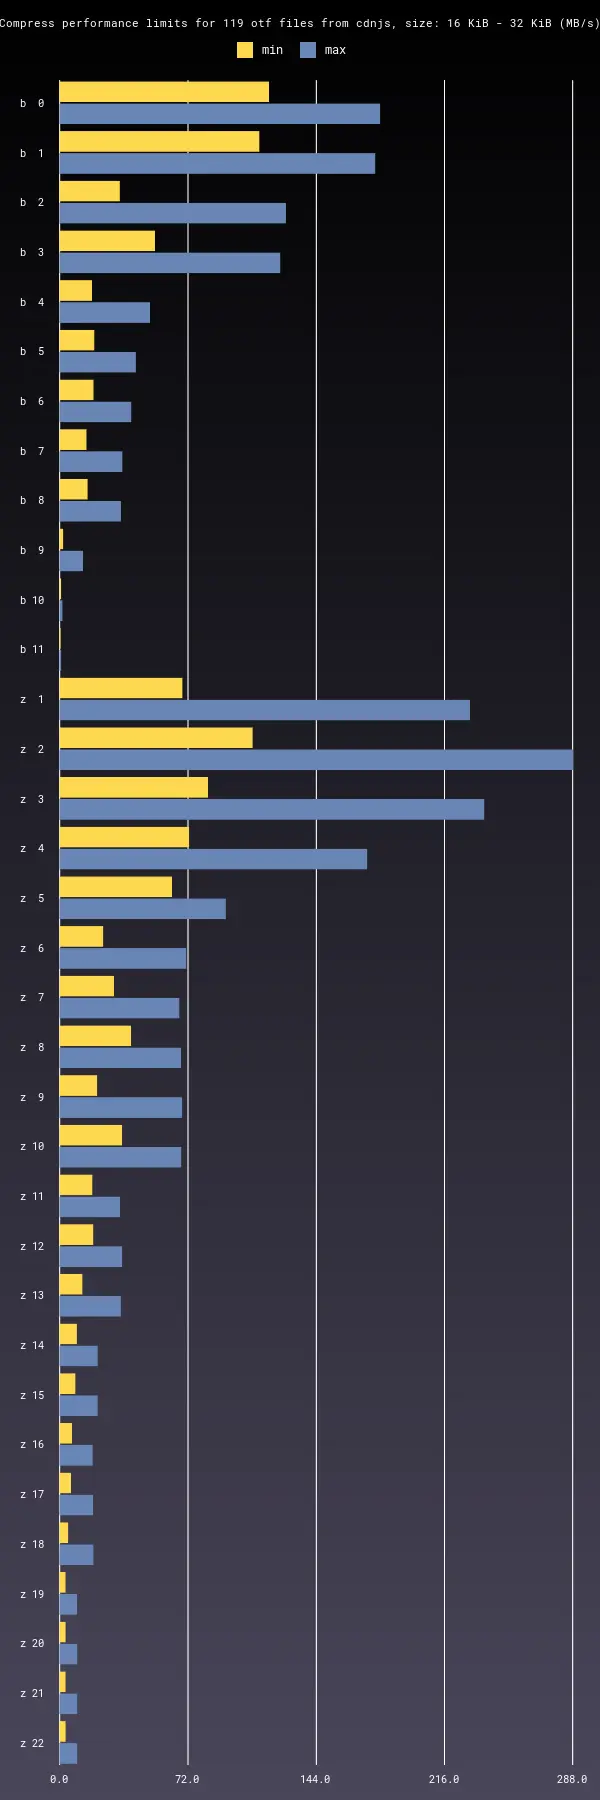 Compress performance limits for 119 otf files from cdnjs, size: 16 KiB - 32 KiB (MB/s)
min max
b 0
b 1
b 2
b 3
b 4
b 5
b 6
b 7
b 8
b 9
b 10
b 11
z 1
z 2
z 3
z 4
z 5
z 6
z 7
z 8
z 9
z 10
z 11
z 12
z 13
z 14
z 15
z 16
z 17
z 18
z 19
z 20
z 21
z 22
0.0 72.0 144.0 216.0 288.0